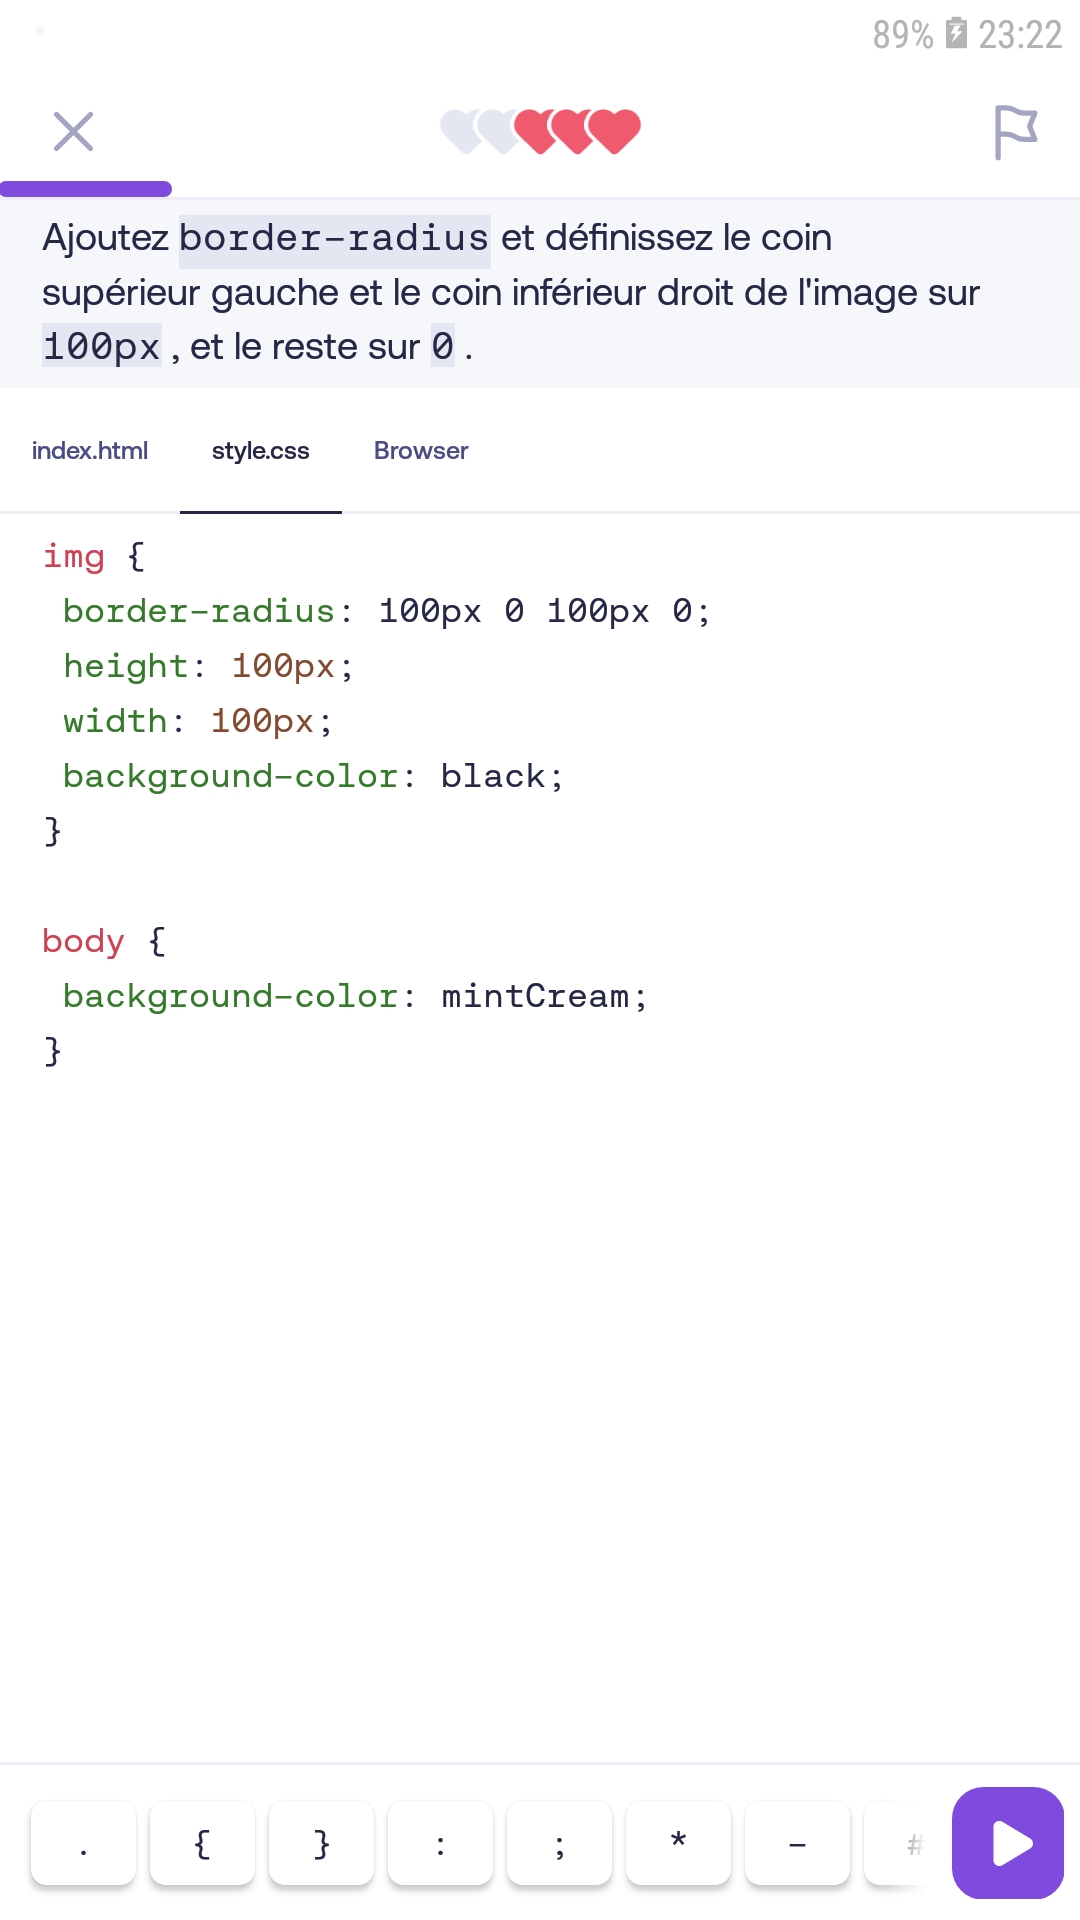 89% 23:22
Ajoutez border-radius et définissez le coin
supérieur gauche et le coin inférieur droit de l'image sur
100px , et le reste sur 0 .
index.html style.css Browser
img {
border-radius: 100px 0 100px 0;
height: 100px;
width: 100px;
background-color: black;
}
body {
background-color: mintCream;
}
. { } : ; * - #